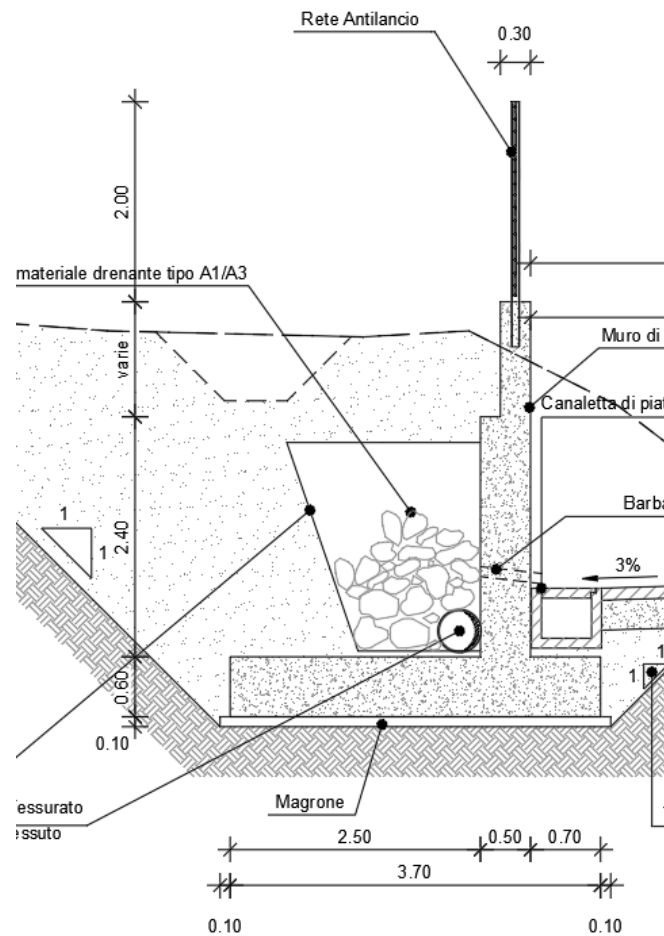 Rete Antilancio
0.30
2.00
materiale drenante tipo A1/A3
varie
Muro di
Canaletta di piat
2.40
1
1
Barba
3%
0.60
1
1
0.10
Magrone
essurato
essuto
2.50
0.50
0.70
3.70
0.10
0.10